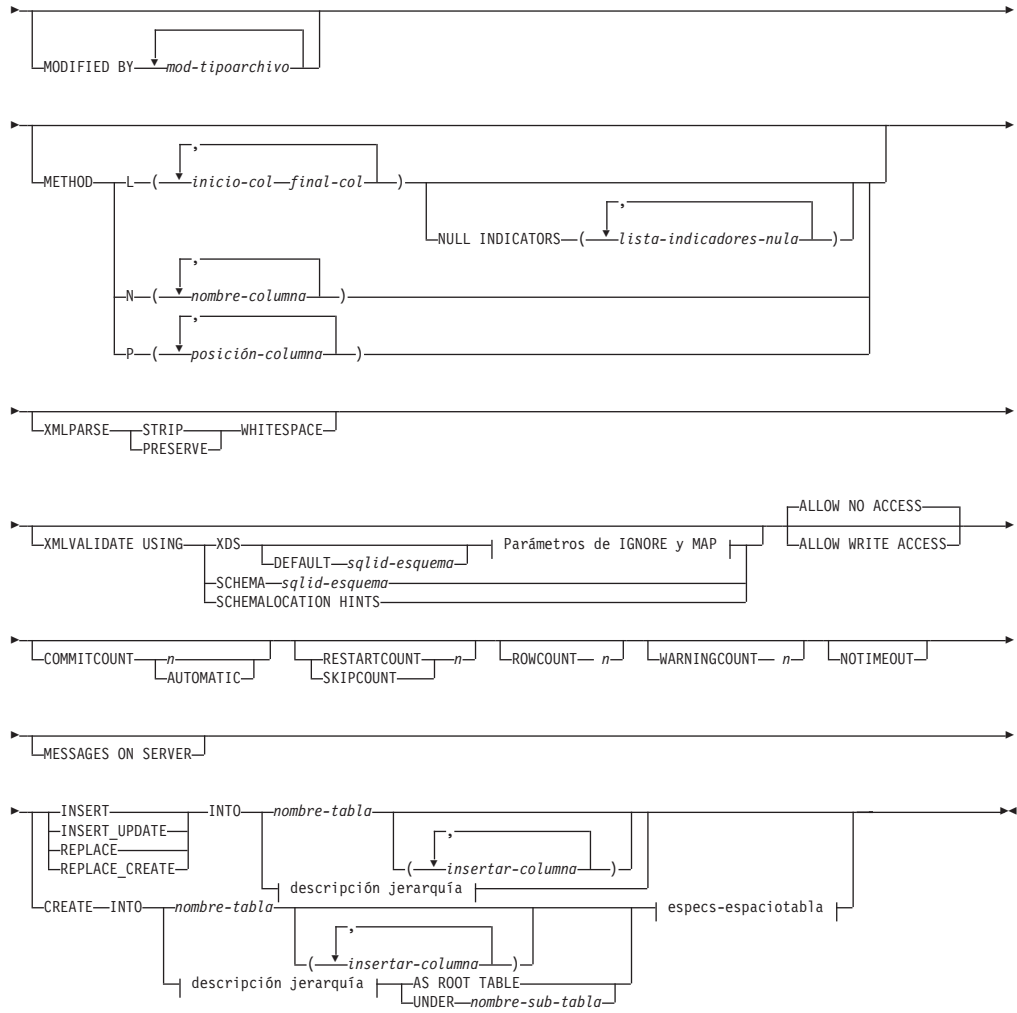 MODIFIED BY mod-tipoarchivo
,
METHOD L ( inicio-col final-col )
,
NULL INDICATORS ( lista-indicadores-nula )
,
N ( nombre-columna )
,
P ( posición-columna )
XMLPARSE STRIP WHITESPACE
PRESERVE
ALLOW NO ACCESS
XMLVALIDATE USING XDS Parámetros de IGNORE y MAP ALLOW WRITE ACCESS
DEFAULT sqlid-esquema
SCHEMA sqlid-esquema
SCHEMALOCATION HINTS
COMMITCOUNT n RESTARTCOUNT n ROWCOUNT n WARNINGCOUNT n NOTIMEOUT
AUTOMATIC SKIPCOUNT
MESSAGES ON SERVER
INSERT INTO nombre-tabla
INSERT_UPDATE ,
REPLACE
REPLACE_CREATE ( insertar-columna )
descripción jerarquía
CREATE INTO nombre-tabla especs-espaciotabla
,
( insertar-columna )
descripción jerarquía AS ROOT TABLE
UNDER nombre-sub-tabla